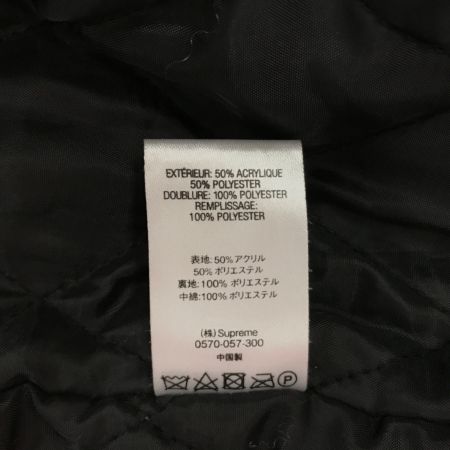 EXTÉRIEUR: 50% ACRYLIQUE
50% POLYESTER
DOUBLURE: 100% POLYESTER
REMPLISSAGE:
100% POLYESTER
表地: 50% アクリル
50% ポリエステル
裏地: 100% ポリエステル
中綿: 100% ポリエステル
(株) Supreme
0570-057-300
中国製
P